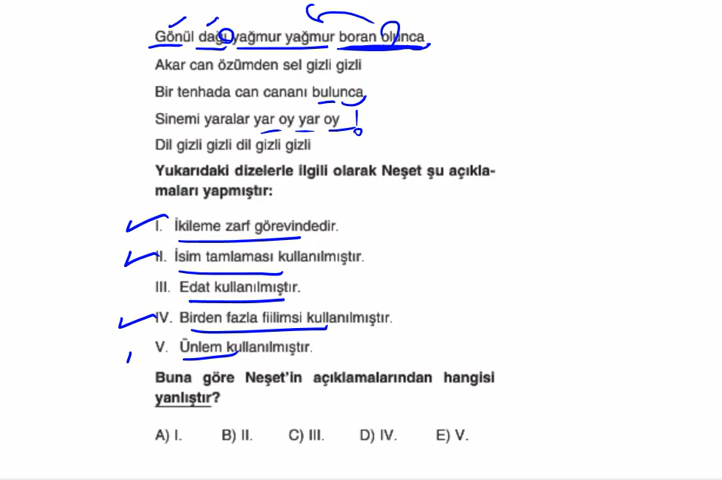 Gönül dağı yağmur yağmur boran olunca
Akar can özümden sel gizli gizli
Bir tenhada can cananı bulunca
Sinemi yaralar yar oy yar oy !
Dil gizli gizli dil gizli gizli
Yukarıdaki dizelerle ilgili olarak Neşet şu açıkla-
maları yapmıştır:
I. İkileme zarf görevindedir.
II. İsim tamlaması kullanılmıştır.
III. Edat kullanılmıştır.
IV. Birden fazla fiilimsi kullanılmıştır.
V. Ünlem kullanılmıştır.
Buna göre Neşet'in açıklamalarından hangisi
yanlıştır?
A) I. B) II. C) III. D) IV. E) V.